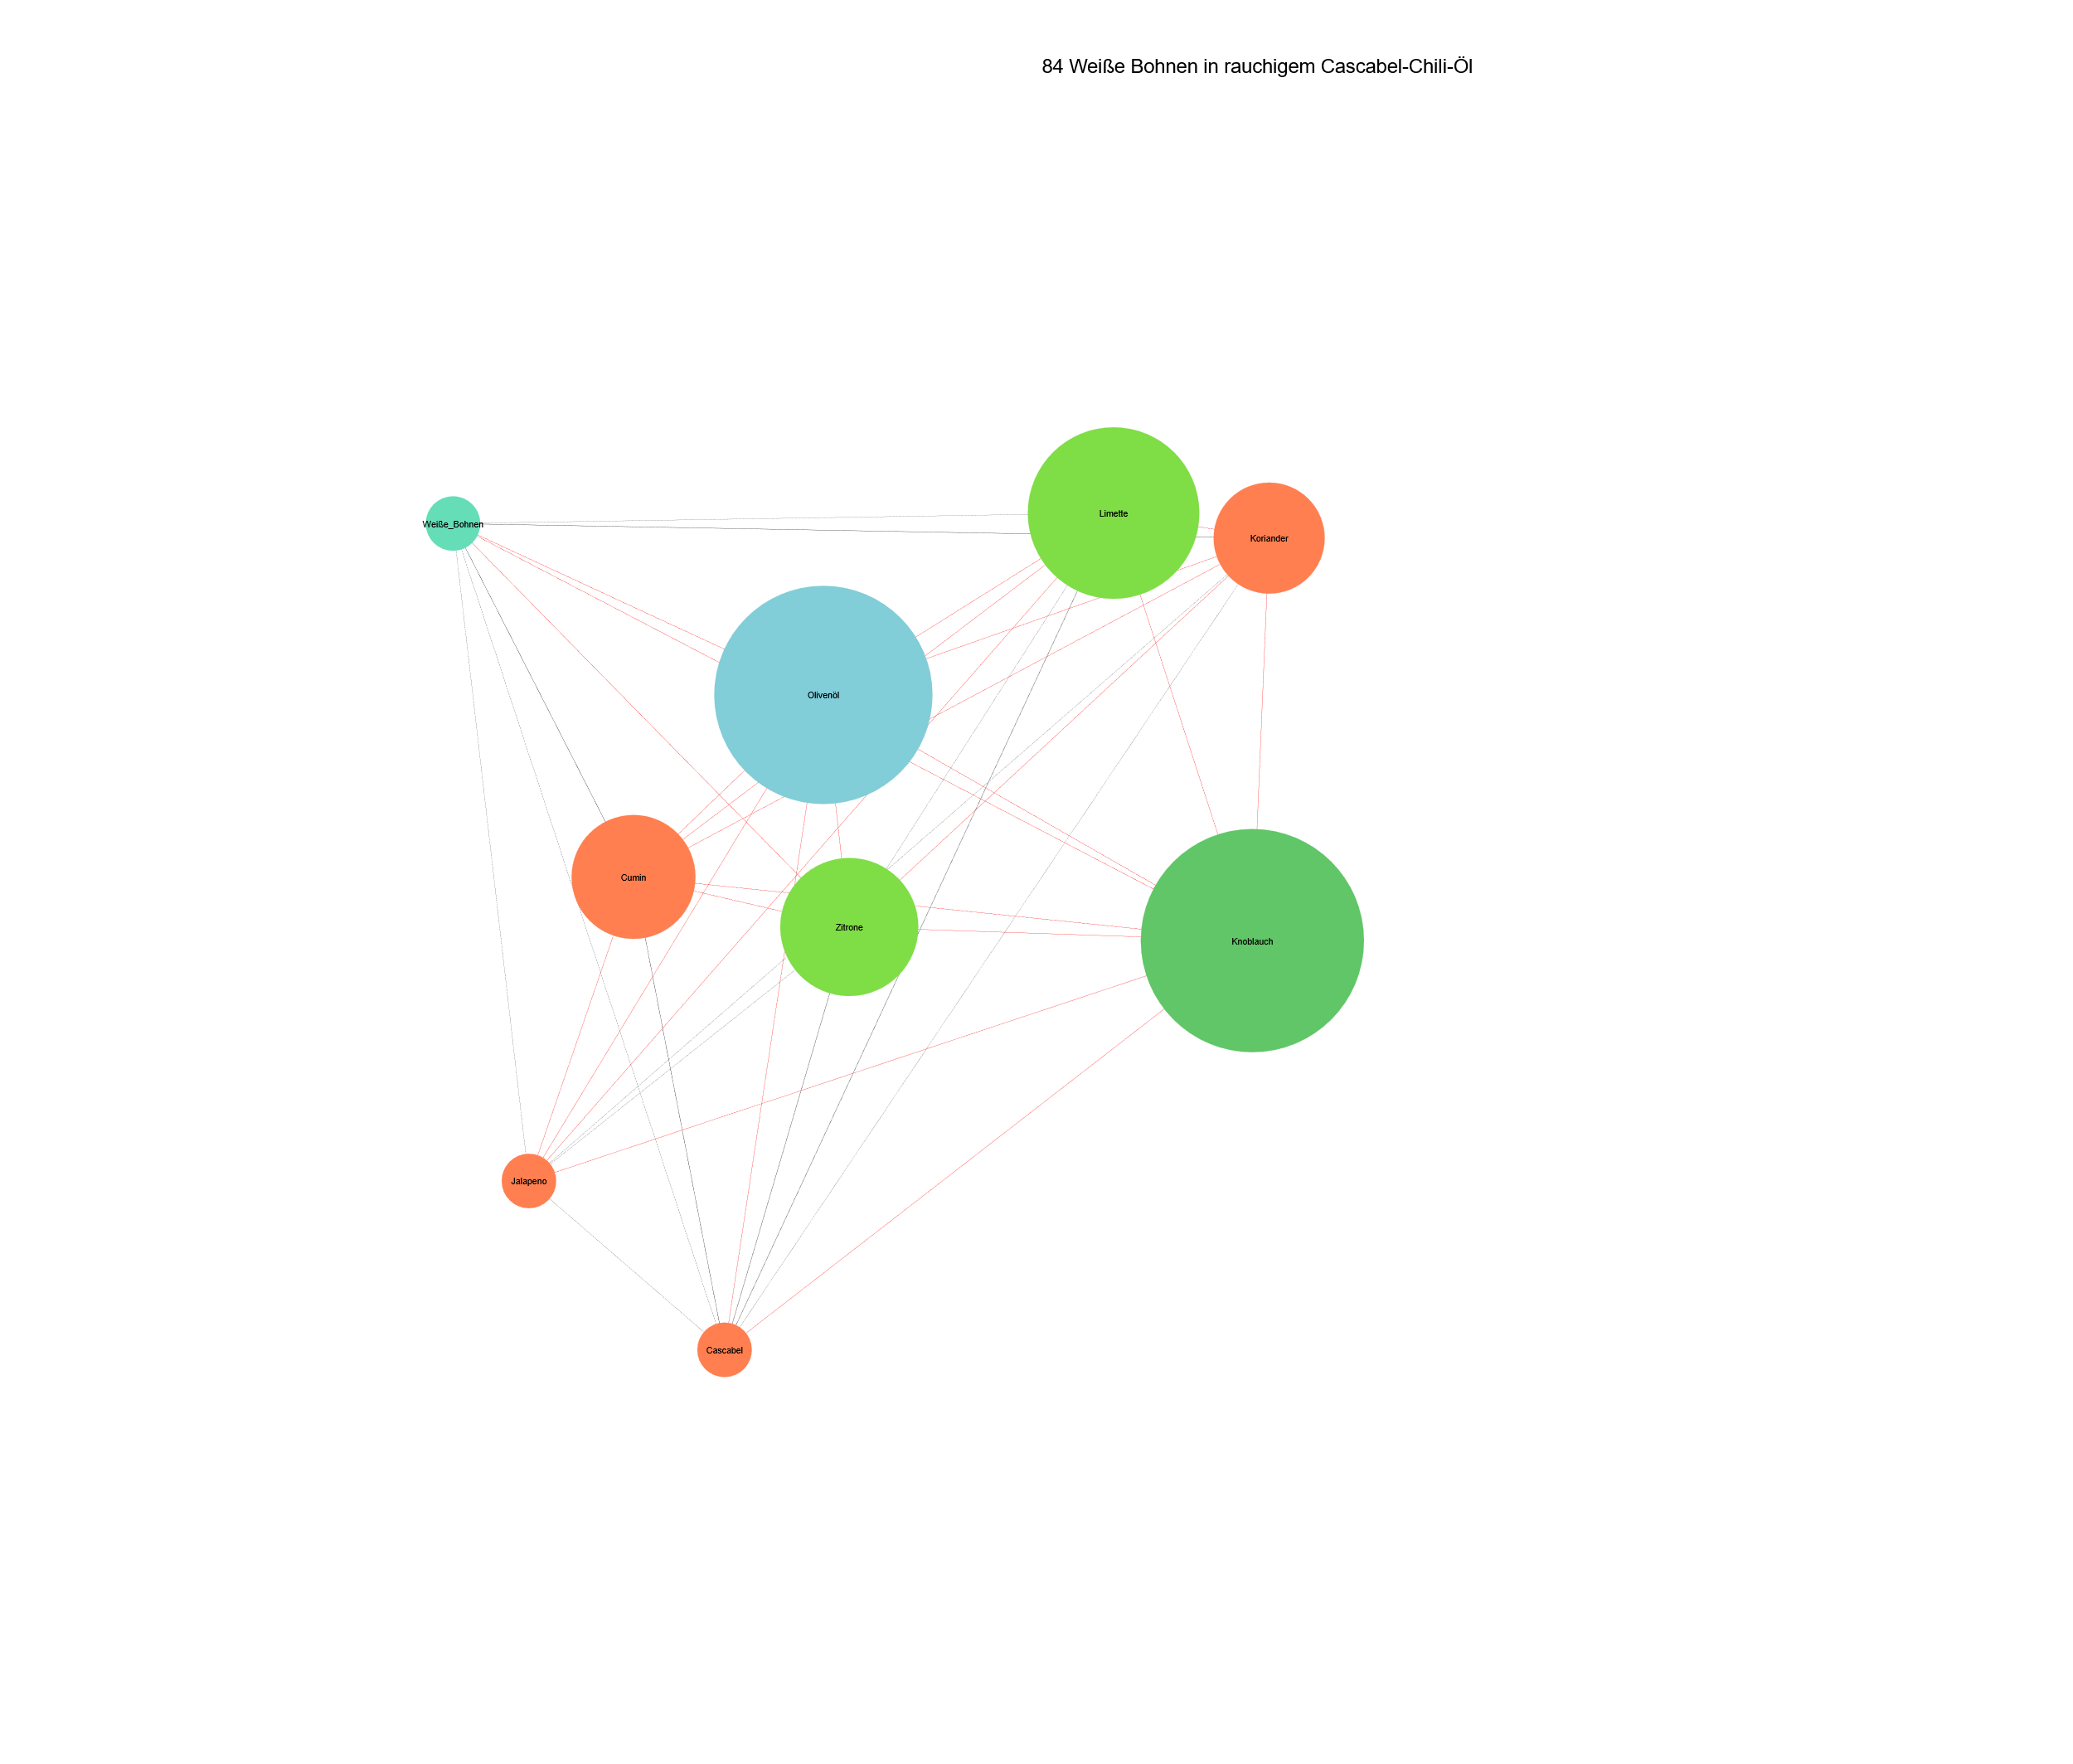 84 Weiße Bohnen in rauchigem Cascabel-Chili-Öl
Limette
Weiße_Bohnen
Koriander
Olivenöl
Cumin
Zitrone
Knoblauch
Jalapeno
Cascabel